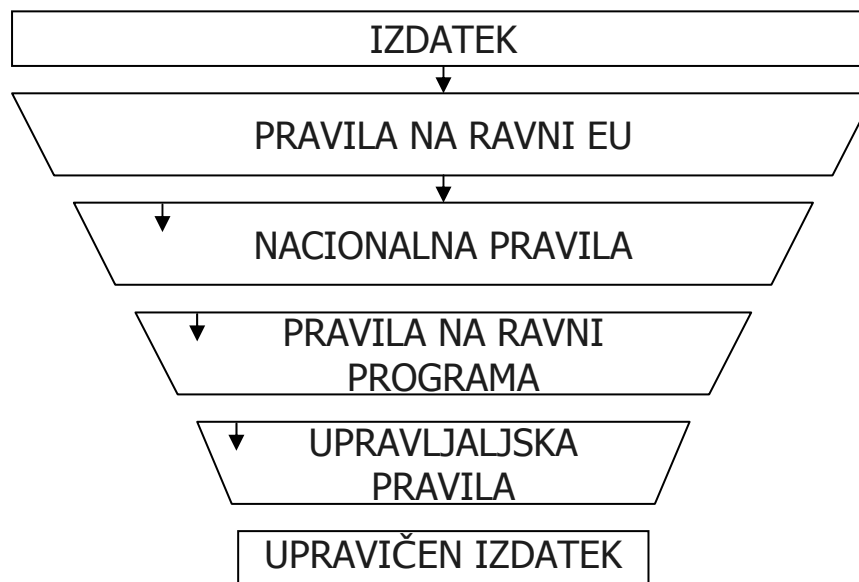 IZDATEK
PRAVILA NA RAVNI EU
NACIONALNA PRAVILA
PRAVILA NA RAVNI
PROGRAMA
UPRAVLJALJSKA
PRAVILA
UPRAVIČEN IZDATEK